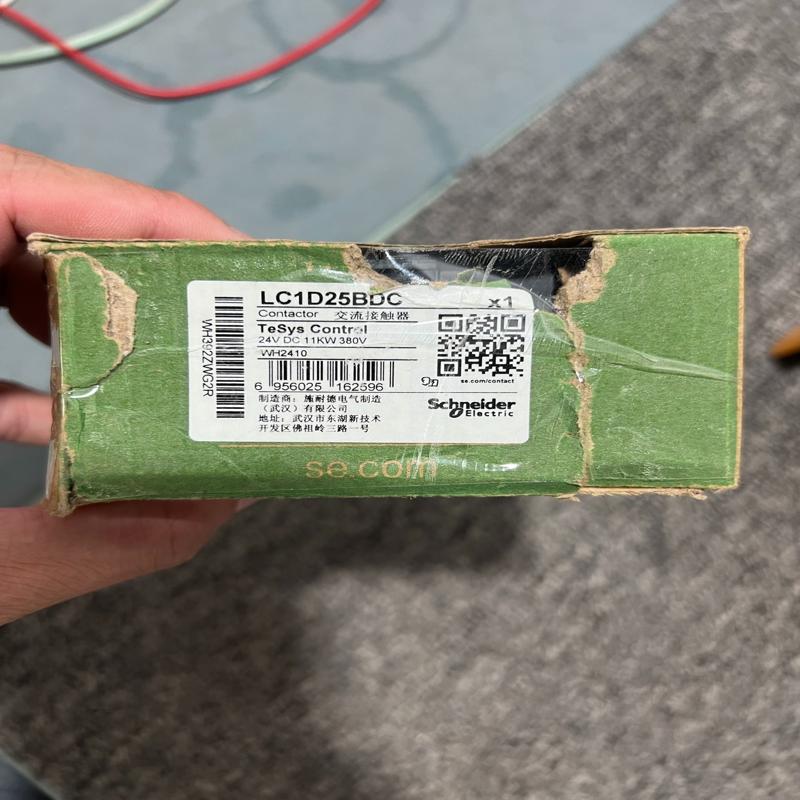 LC1D25BDC x1
Contactor 交流接触器
TeSys Control
24V DC 11KW 380V
WH2410
6 956025 162596
se.com/contact
制造商：施耐德电气制造
（武汉）有限公司
地址：武汉市东湖新技术
开发区佛祖岭三路一号
Schneider
Electric
WH392ZWG2R
se.com